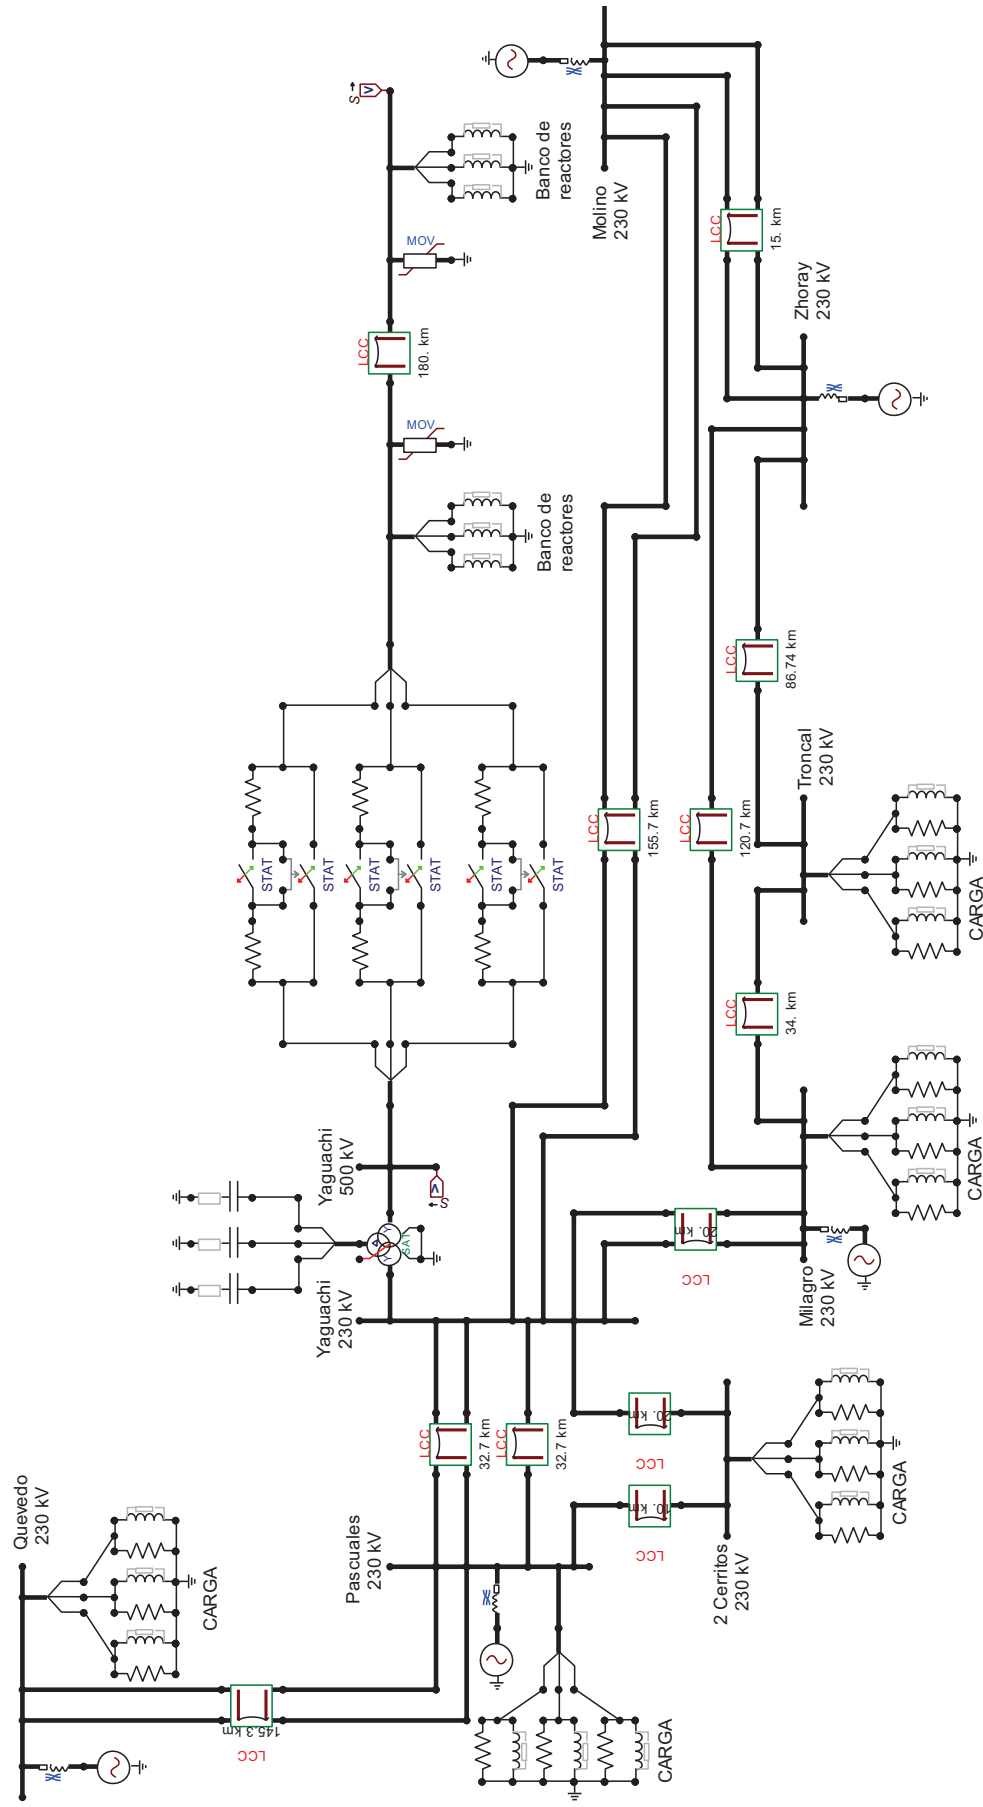 S
V
Banco de
reactores
MOV
LCC
180. km
MOV
Banco de
reactores
Molino
230 kV
LCC
15. km
Zhoray
230 kV
STAT
STAT
STAT
STAT
STAT
STAT
LCC
155.7 km
LCC
120.7 km
LCC
86.74 km
Troncal
230 kV
CARGA
LCC
34. km
CARGA
Yaguachi
500 kV
V
S
Y
Y
SAT
Yaguachi
230 kV
LCC
20. km
Milagro
230 kV
LCC
32.7 km
LCC
32.7 km
LCC
20. km
LCC
10. km
CARGA
2 Cerritos
230 kV
Pascuales
230 kV
CARGA
Quevedo
230 kV
CARGA
LCC
145.3 km